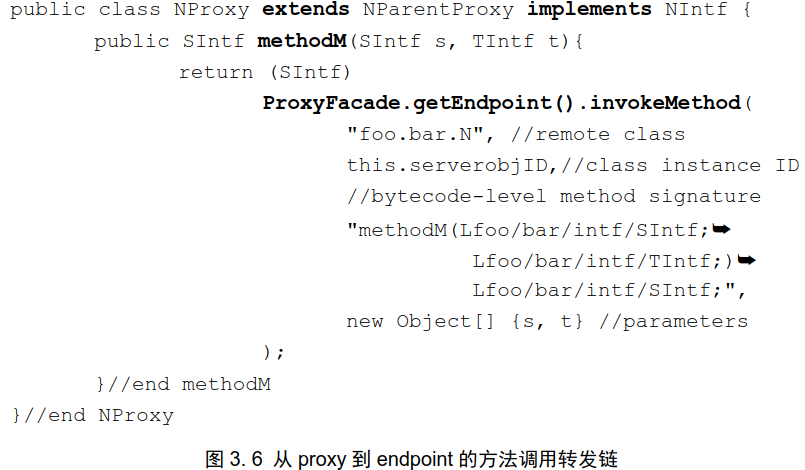 public class NProxy extends NParentProxy implements NIntf {
public SIntf methodM(SIntf s, TIntf t){
return (SIntf)
ProxyFacade.getEndpoint().invokeMethod(
"foo.bar.N", //remote class
this.serverobjID,//class instance ID
//bytecode-level method signature
"methodM(Lfoo/bar/intf/SIntf;➥
Lfoo/bar/intf/TIntf;)➥
Lfoo/bar/intf/SIntf;",
new Object[] {s, t} //parameters
);
}//end methodM
}//end NProxy
图 3. 6 从 proxy 到 endpoint 的方法调用转发链